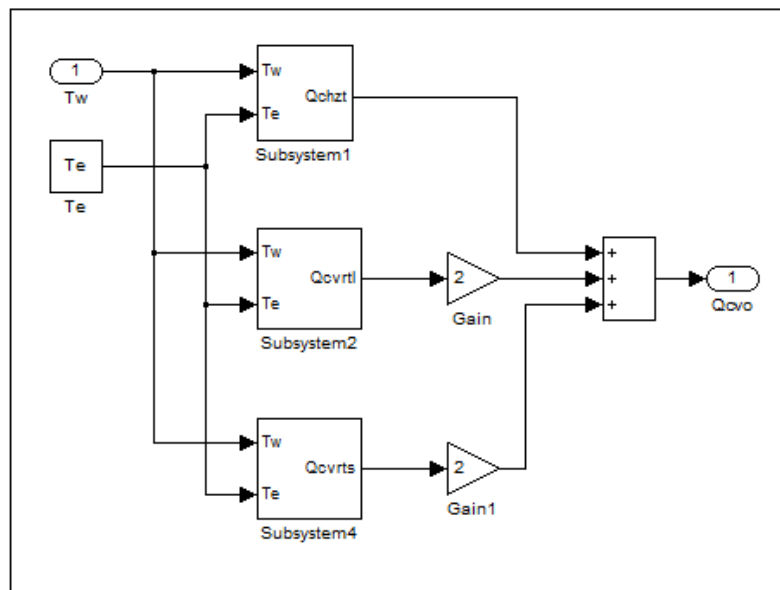 1
Tw
Te
Te
Tw
Te
Qchzt
Subsystem1
Tw
Te
Qcvrtl
Subsystem2
2
Gain
Tw
Te
Qcvrts
Subsystem4
2
Gain1
+
+
+
1
Qcvo